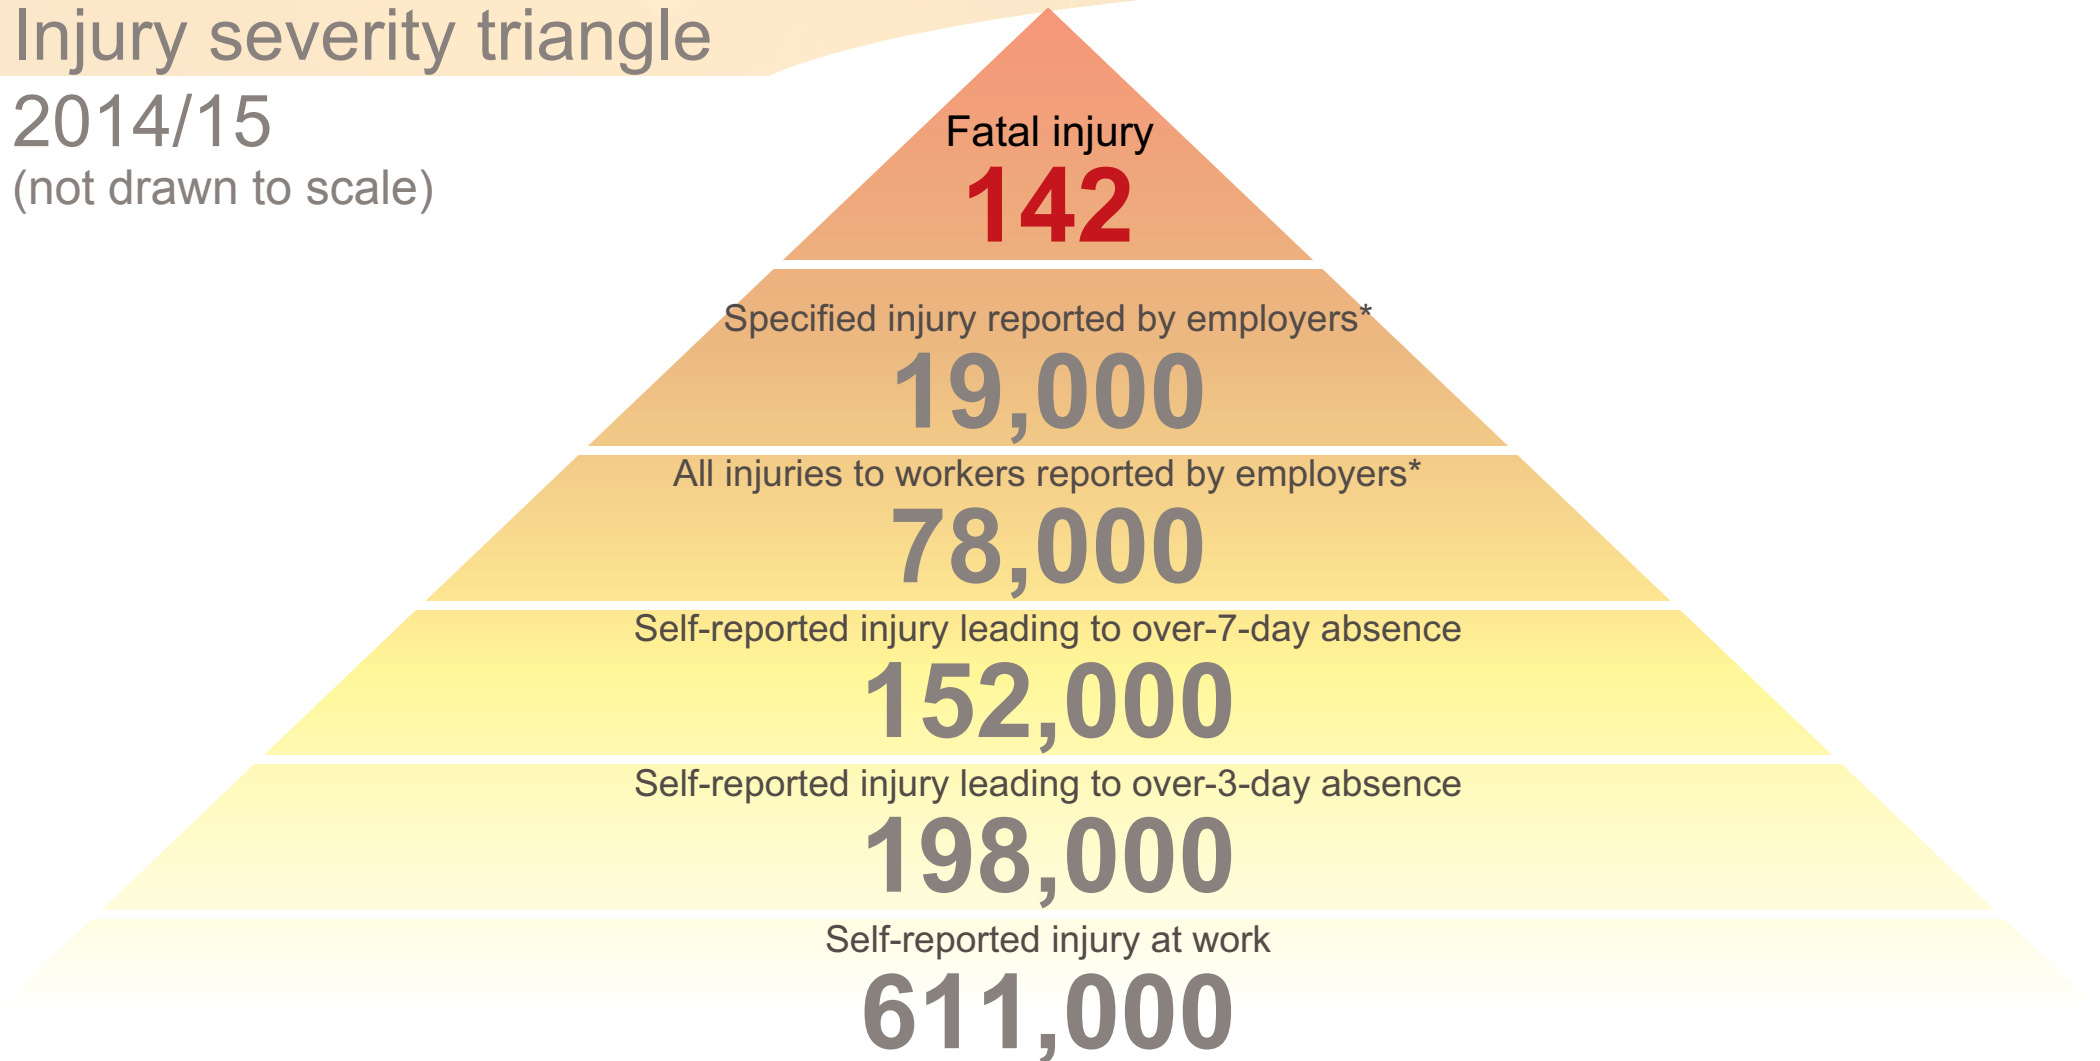 Injury severity triangle
2014/15
(not drawn to scale)
Fatal injury
142
Specified injury reported by employers*
19,000
All injuries to workers reported by employers*
78,000
Self-reported injury leading to over-7-day absence
152,000
Self-reported injury leading to over-3-day absence
198,000
Self-reported injury at work
611,000